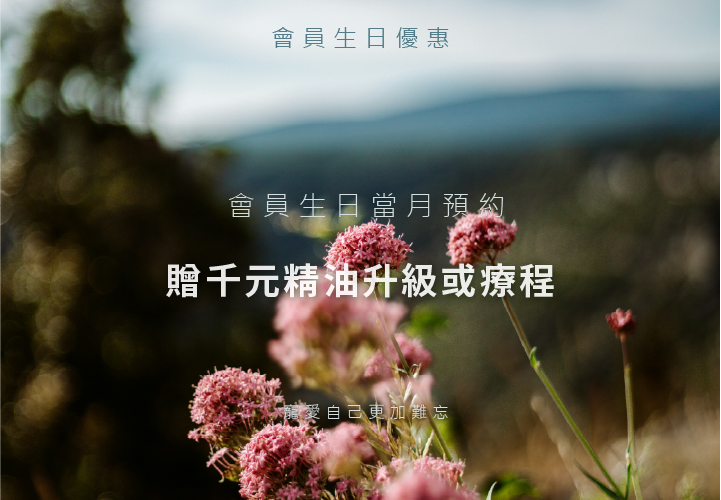 會員生日優惠
會員生日當月預約
贈千元精油升級或療程
寵愛自己更加難忘